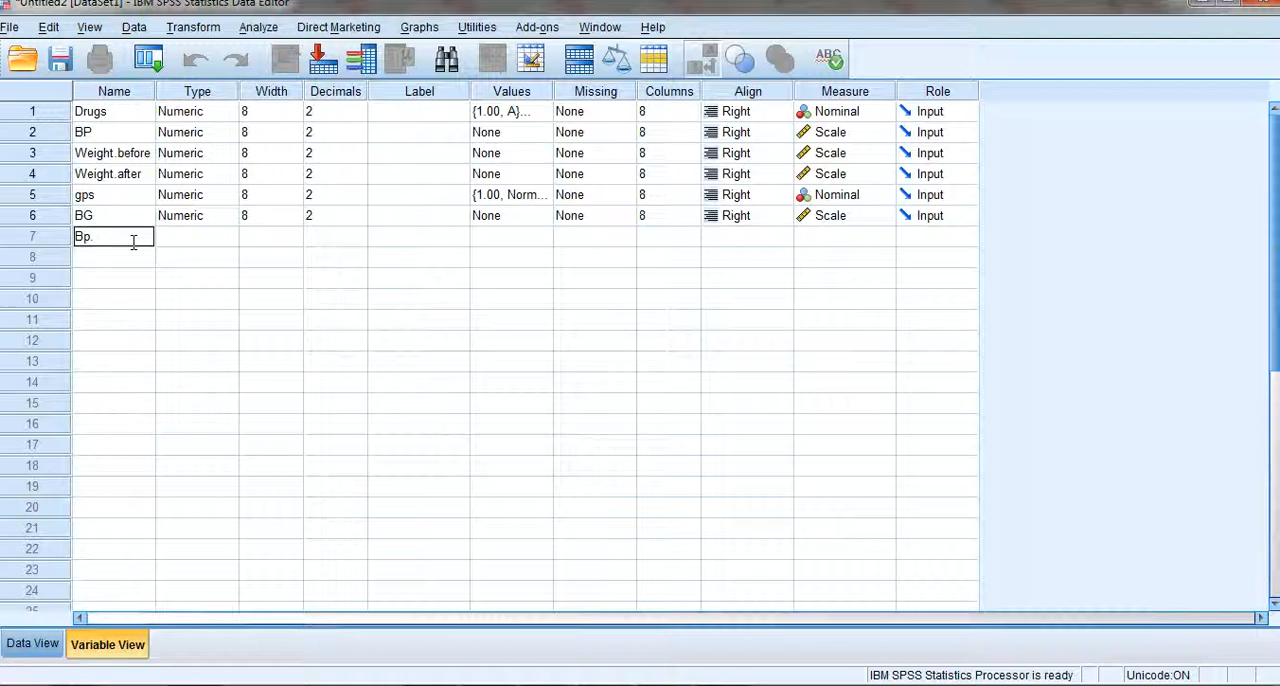 *Untitled2 [DataSet1] - IBM SPSS Statistics Data Editor
File Edit View Data Transform Analyze Direct Marketing Graphs Utilities Add-ons Window Help
ABC
Name Type Width Decimals Label Values Missing Columns Align Measure Role
1 Drugs Numeric 8 2 {1.00, A}... None 8 Right Nominal Input
2 BP Numeric 8 2 None None 8 Right Scale Input
3 Weight.before Numeric 8 2 None None 8 Right Scale Input
4 Weight.after Numeric 8 2 None None 8 Right Scale Input
5 gps Numeric 8 2 {1.00, Norm... None 8 Right Nominal Input
6 BG Numeric 8 2 None None 8 Right Scale Input
7 Bp.
8
9
10
11
12
13
14
15
16
17
18
19
20
21
22
23
24
Data View Variable View
IBM SPSS Statistics Processor is ready Unicode:ON